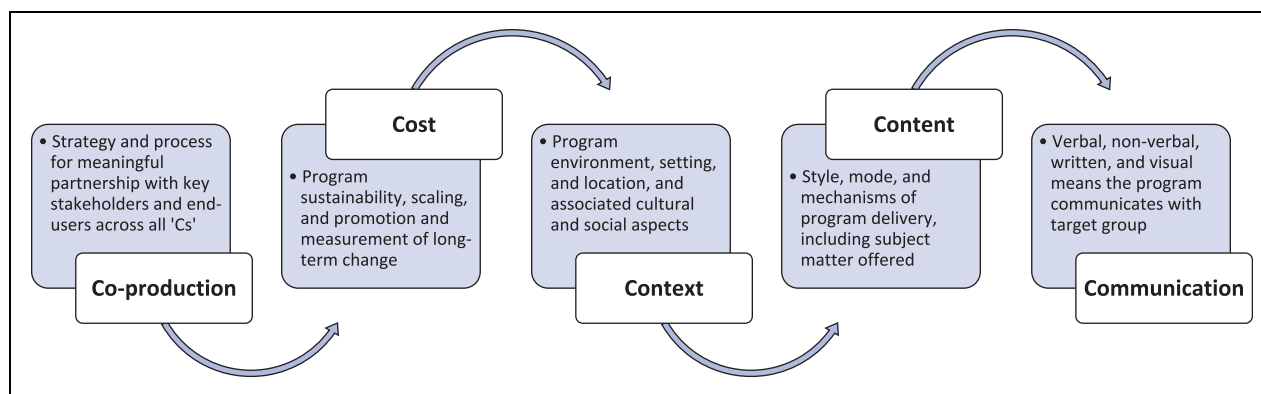 • Strategy and process
for meaningful
partnership with key
stakeholders and end-
users across all 'Cs'
Co-production
Cost
• Program
sustainability, scaling,
and promotion and
measurement of long-
term change
• Program
environment, setting,
and location, and
associated cultural
and social aspects
Context
Content
• Style, mode, and
mechanisms of
program delivery,
including subject
matter offered
• Verbal, non-verbal,
written, and visual
means the program
communicates with
target group
Communication